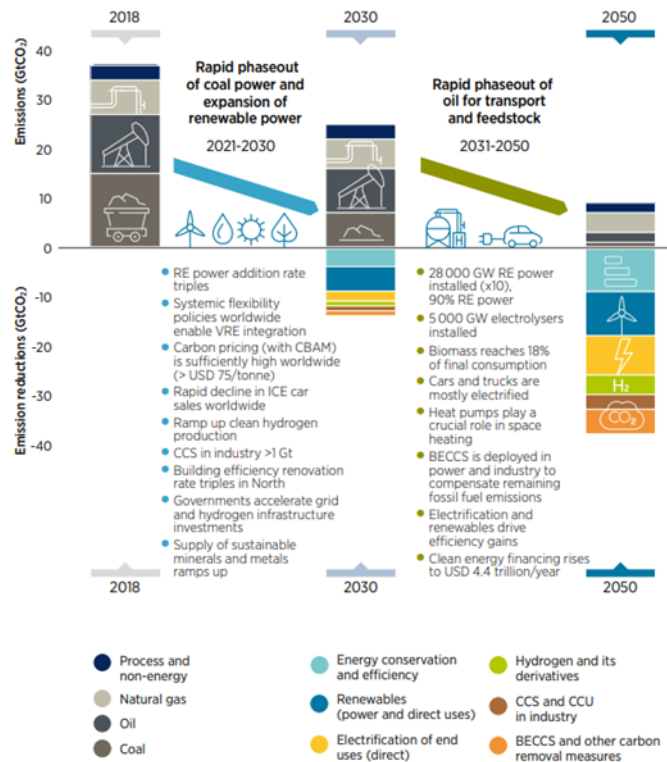 2018
2030
2050
Emissions (GtCO₂)
40
30
20
10
0
Rapid phaseout
of coal power and
expansion of
renewable power
2021-2030
Rapid phaseout of
oil for transport
and feedstock
2031-2050
H
Emission reductions (GtCO₂)
-10
-20
-30
-40
RE power addition rate
triples
Systemic flexibility
policies worldwide
enable VRE integration
Carbon pricing (with CBAM)
is sufficiently high worldwide
(> USD 75/tonne)
Rapid decline in ICE car
sales worldwide
Ramp up clean hydrogen
production
CCS in industry >1 Gt
Building efficiency renovation
rate triples in North
Governments accelerate grid
and hydrogen infrastructure
investments
Supply of sustainable
minerals and metals
ramps up
28 000 GW RE power
installed (x10),
90% RE power
5 000 GW electrolysers
installed
Biomass reaches 18%
of final consumption
Cars and trucks are
mostly electrified
Heat pumps play a
crucial role in space
heating
BECCS is deployed in
power and industry to
compensate remaining
fossil fuel emissions
Electrification and
renewables drive
efficiency gains
Clean energy financing rises
to USD 4.4 trillion/year
H₂
CO₂
2018
2030
2050
Process and
non-energy
Natural gas
Oil
Coal
Energy conservation
and efficiency
Renewables
(power and direct uses)
Electrification of end
uses (direct)
Hydrogen and its
derivatives
CCS and CCU
in industry
BECCS and other carbon
removal measures